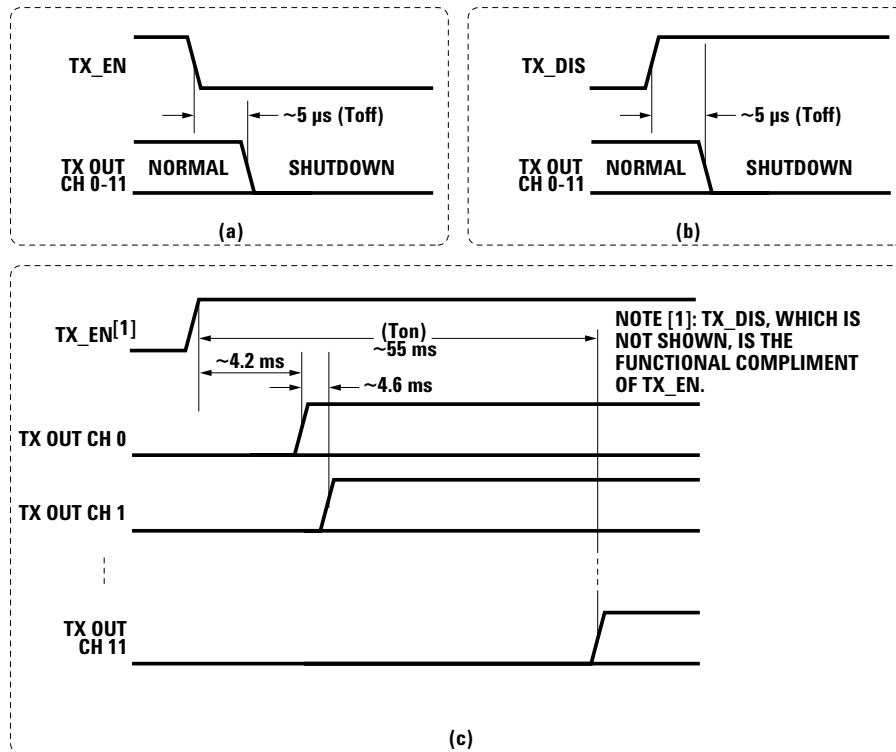 TX_EN
~5 µs (Toff)
TX OUT
CH 0-11
NORMAL
SHUTDOWN
(a)
TX_DIS
~5 µs (Toff)
TX OUT
CH 0-11
NORMAL
SHUTDOWN
(b)
TX_EN[1]
(Ton)
~55 ms
~4.2 ms
~4.6 ms
NOTE [1]: TX_DIS, WHICH IS
NOT SHOWN, IS THE
FUNCTIONAL COMPLIMENT
OF TX_EN.
TX OUT CH 0
TX OUT CH 1
TX OUT
CH 11
(c)